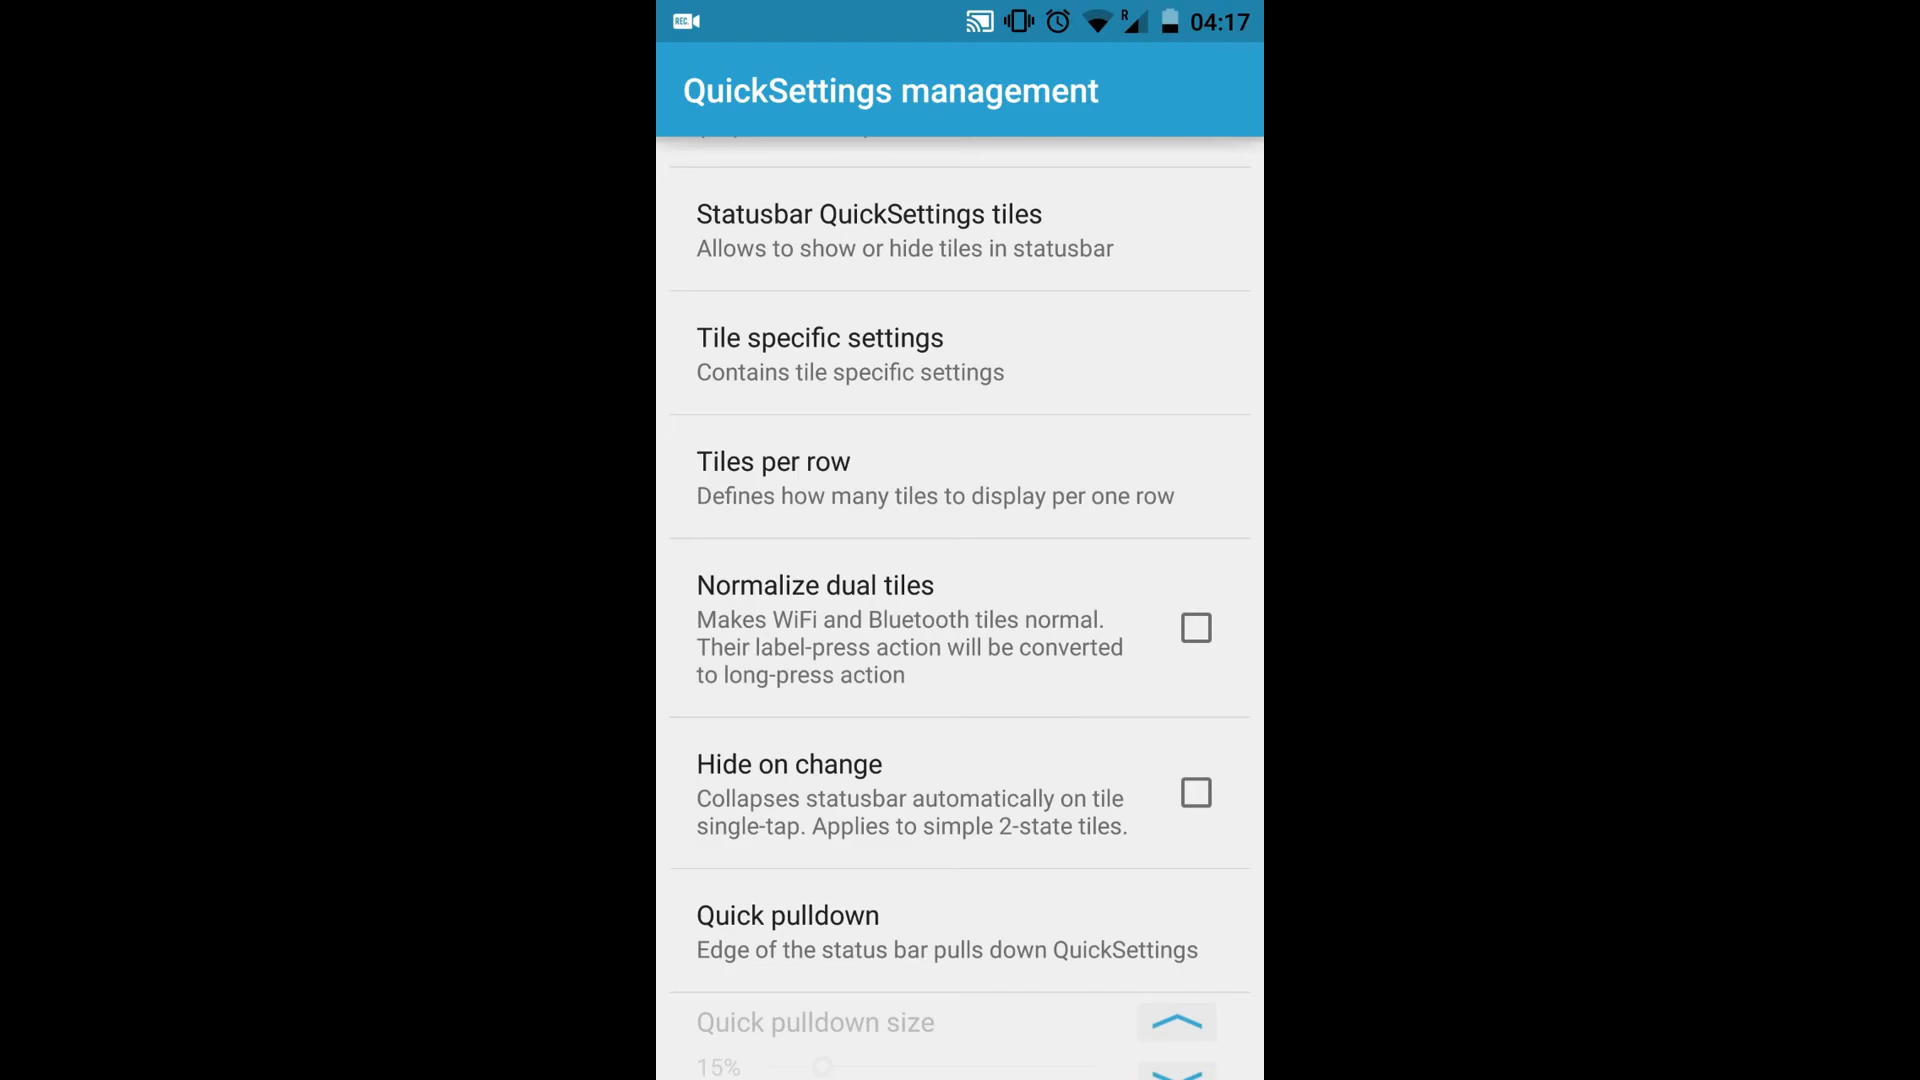 REC
R
04:17
QuickSettings management
Statusbar QuickSettings tiles
Allows to show or hide tiles in statusbar
Tile specific settings
Contains tile specific settings
Tiles per row
Defines how many tiles to display per one row
Normalize dual tiles
Makes WiFi and Bluetooth tiles normal.
Their label-press action will be converted
to long-press action
Hide on change
Collapses statusbar automatically on tile
single-tap. Applies to simple 2-state tiles.
Quick pulldown
Edge of the status bar pulls down QuickSettings
Quick pulldown size
15%